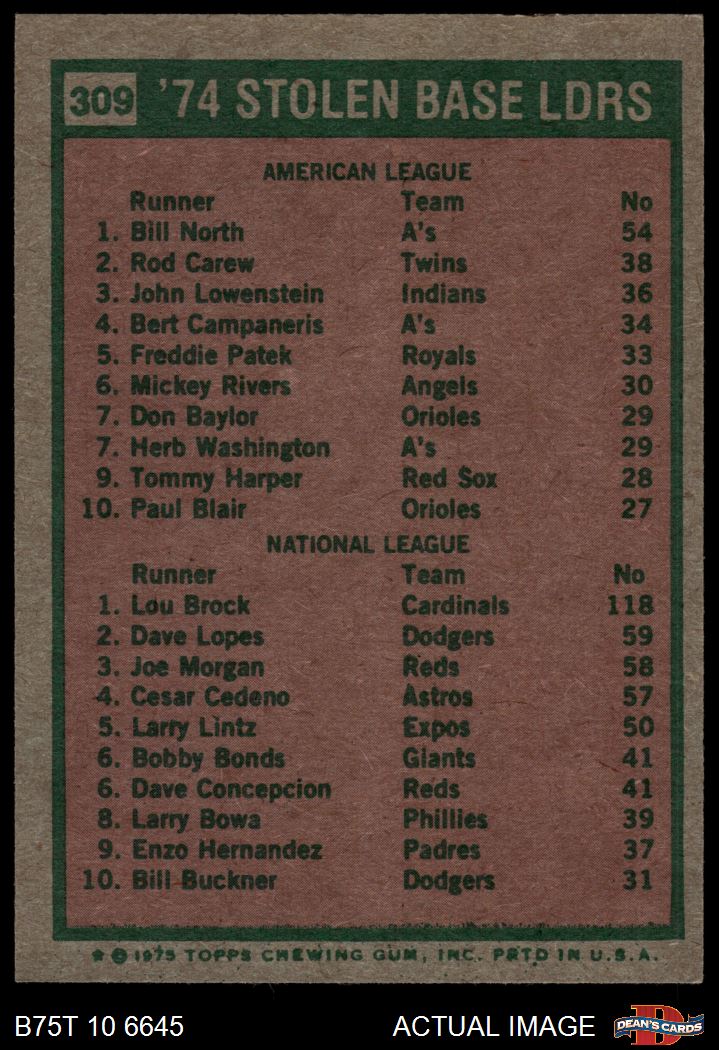 309 '74 STOLEN BASE LDRS
AMERICAN LEAGUE
Runner Team No
1. Bill North A's 54
2. Rod Carew Twins 38
3. John Lowenstein Indians 36
4. Bert Campaneris A's 34
5. Freddie Patek Royals 33
6. Mickey Rivers Angels 30
7. Don Baylor Orioles 29
7. Herb Washington A's 29
9. Tommy Harper Red Sox 28
10. Paul Blair Orioles 27
NATIONAL LEAGUE
Runner Team No
1. Lou Brock Cardinals 118
2. Dave Lopes Dodgers 59
3. Joe Morgan Reds 58
4. Cesar Cedeno Astros 57
5. Larry Lintz Expos 50
6. Bobby Bonds Giants 41
6. Dave Concepcion Reds 41
8. Larry Bowa Phillies 39
9. Enzo Hernandez Padres 37
10. Bill Buckner Dodgers 31
* © 1975 TOPPS CHEWING GUM, INC. PRTD IN U.S.A.
B75T 10 6645 ACTUAL IMAGE D DEAN'S CARDS